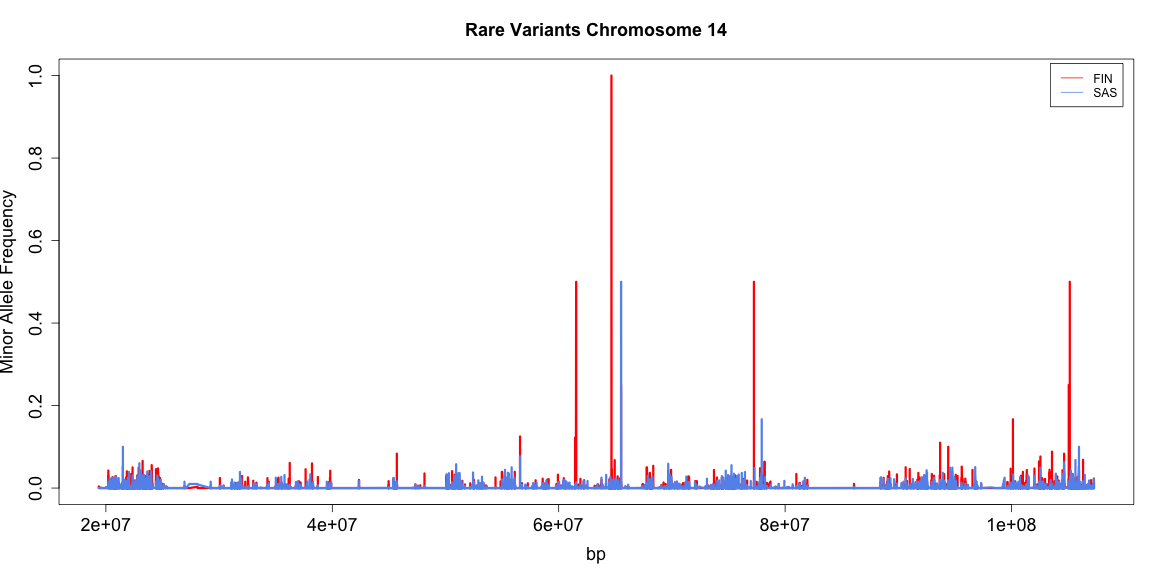 Rare Variants Chromosome 14
FIN
SAS
1.0
0.8
0.6
0.4
0.2
0.0
Minor Allele Frequency
2e+07 4e+07 6e+07 8e+07 1e+08
bp